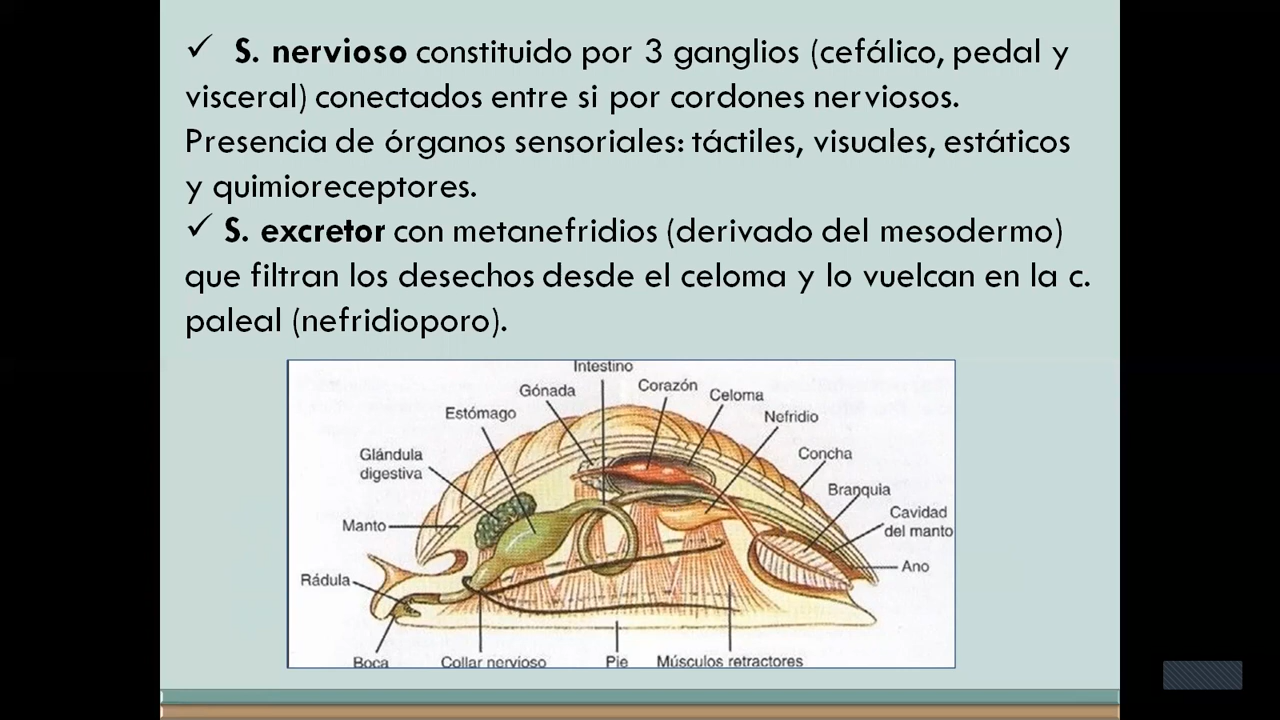 ✓ S. nervioso constituido por 3 ganglios (cefálico, pedal y
visceral) conectados entre si por cordones nerviosos.
Presencia de órganos sensoriales: táctiles, visuales, estáticos
y quimioreceptores.
✓ S. excretor con metanefridios (derivado del mesodermo)
que filtran los desechos desde el celoma y lo vuelcan en la c.
paleal (nefridioporo).
Intestino
Gónada
Corazón
Celoma
Estómago
Nefridio
Glándula
digestiva
Concha
Branquia
Manto
Cavidad
del manto
Ano
Rádula
Boca
Collar nervioso
Pie
Músculos retractores